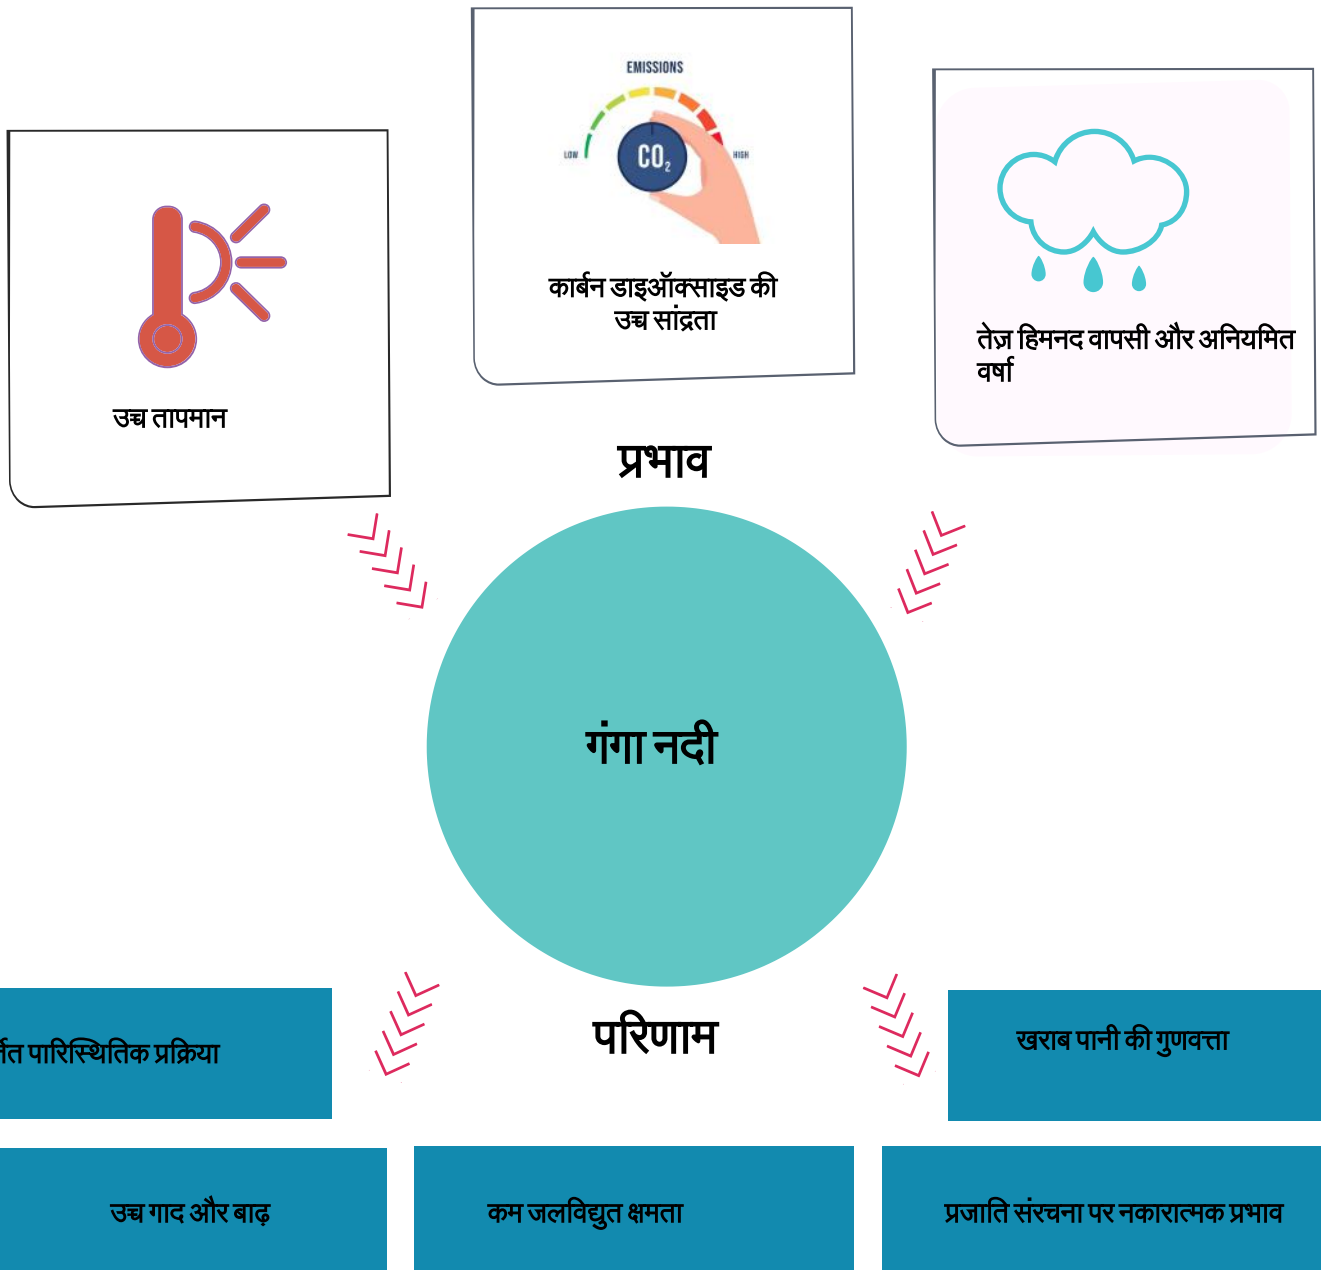 EMISSIONS
LOW
CO₂
HIGH
कार्बन डाइऑक्साइड की
उच्च सांद्रता
तेज़ हिमनद वापसी और अनियमित
वर्षा
उच्च तापमान
प्रभाव
गंगा नदी
परिणाम
पारिस्थितिक प्रक्रिया
खराब पानी की गुणवत्ता
उच्च गाद और बाढ़
कम जलविद्युत क्षमता
प्रजाति संरचना पर नकारात्मक प्रभाव